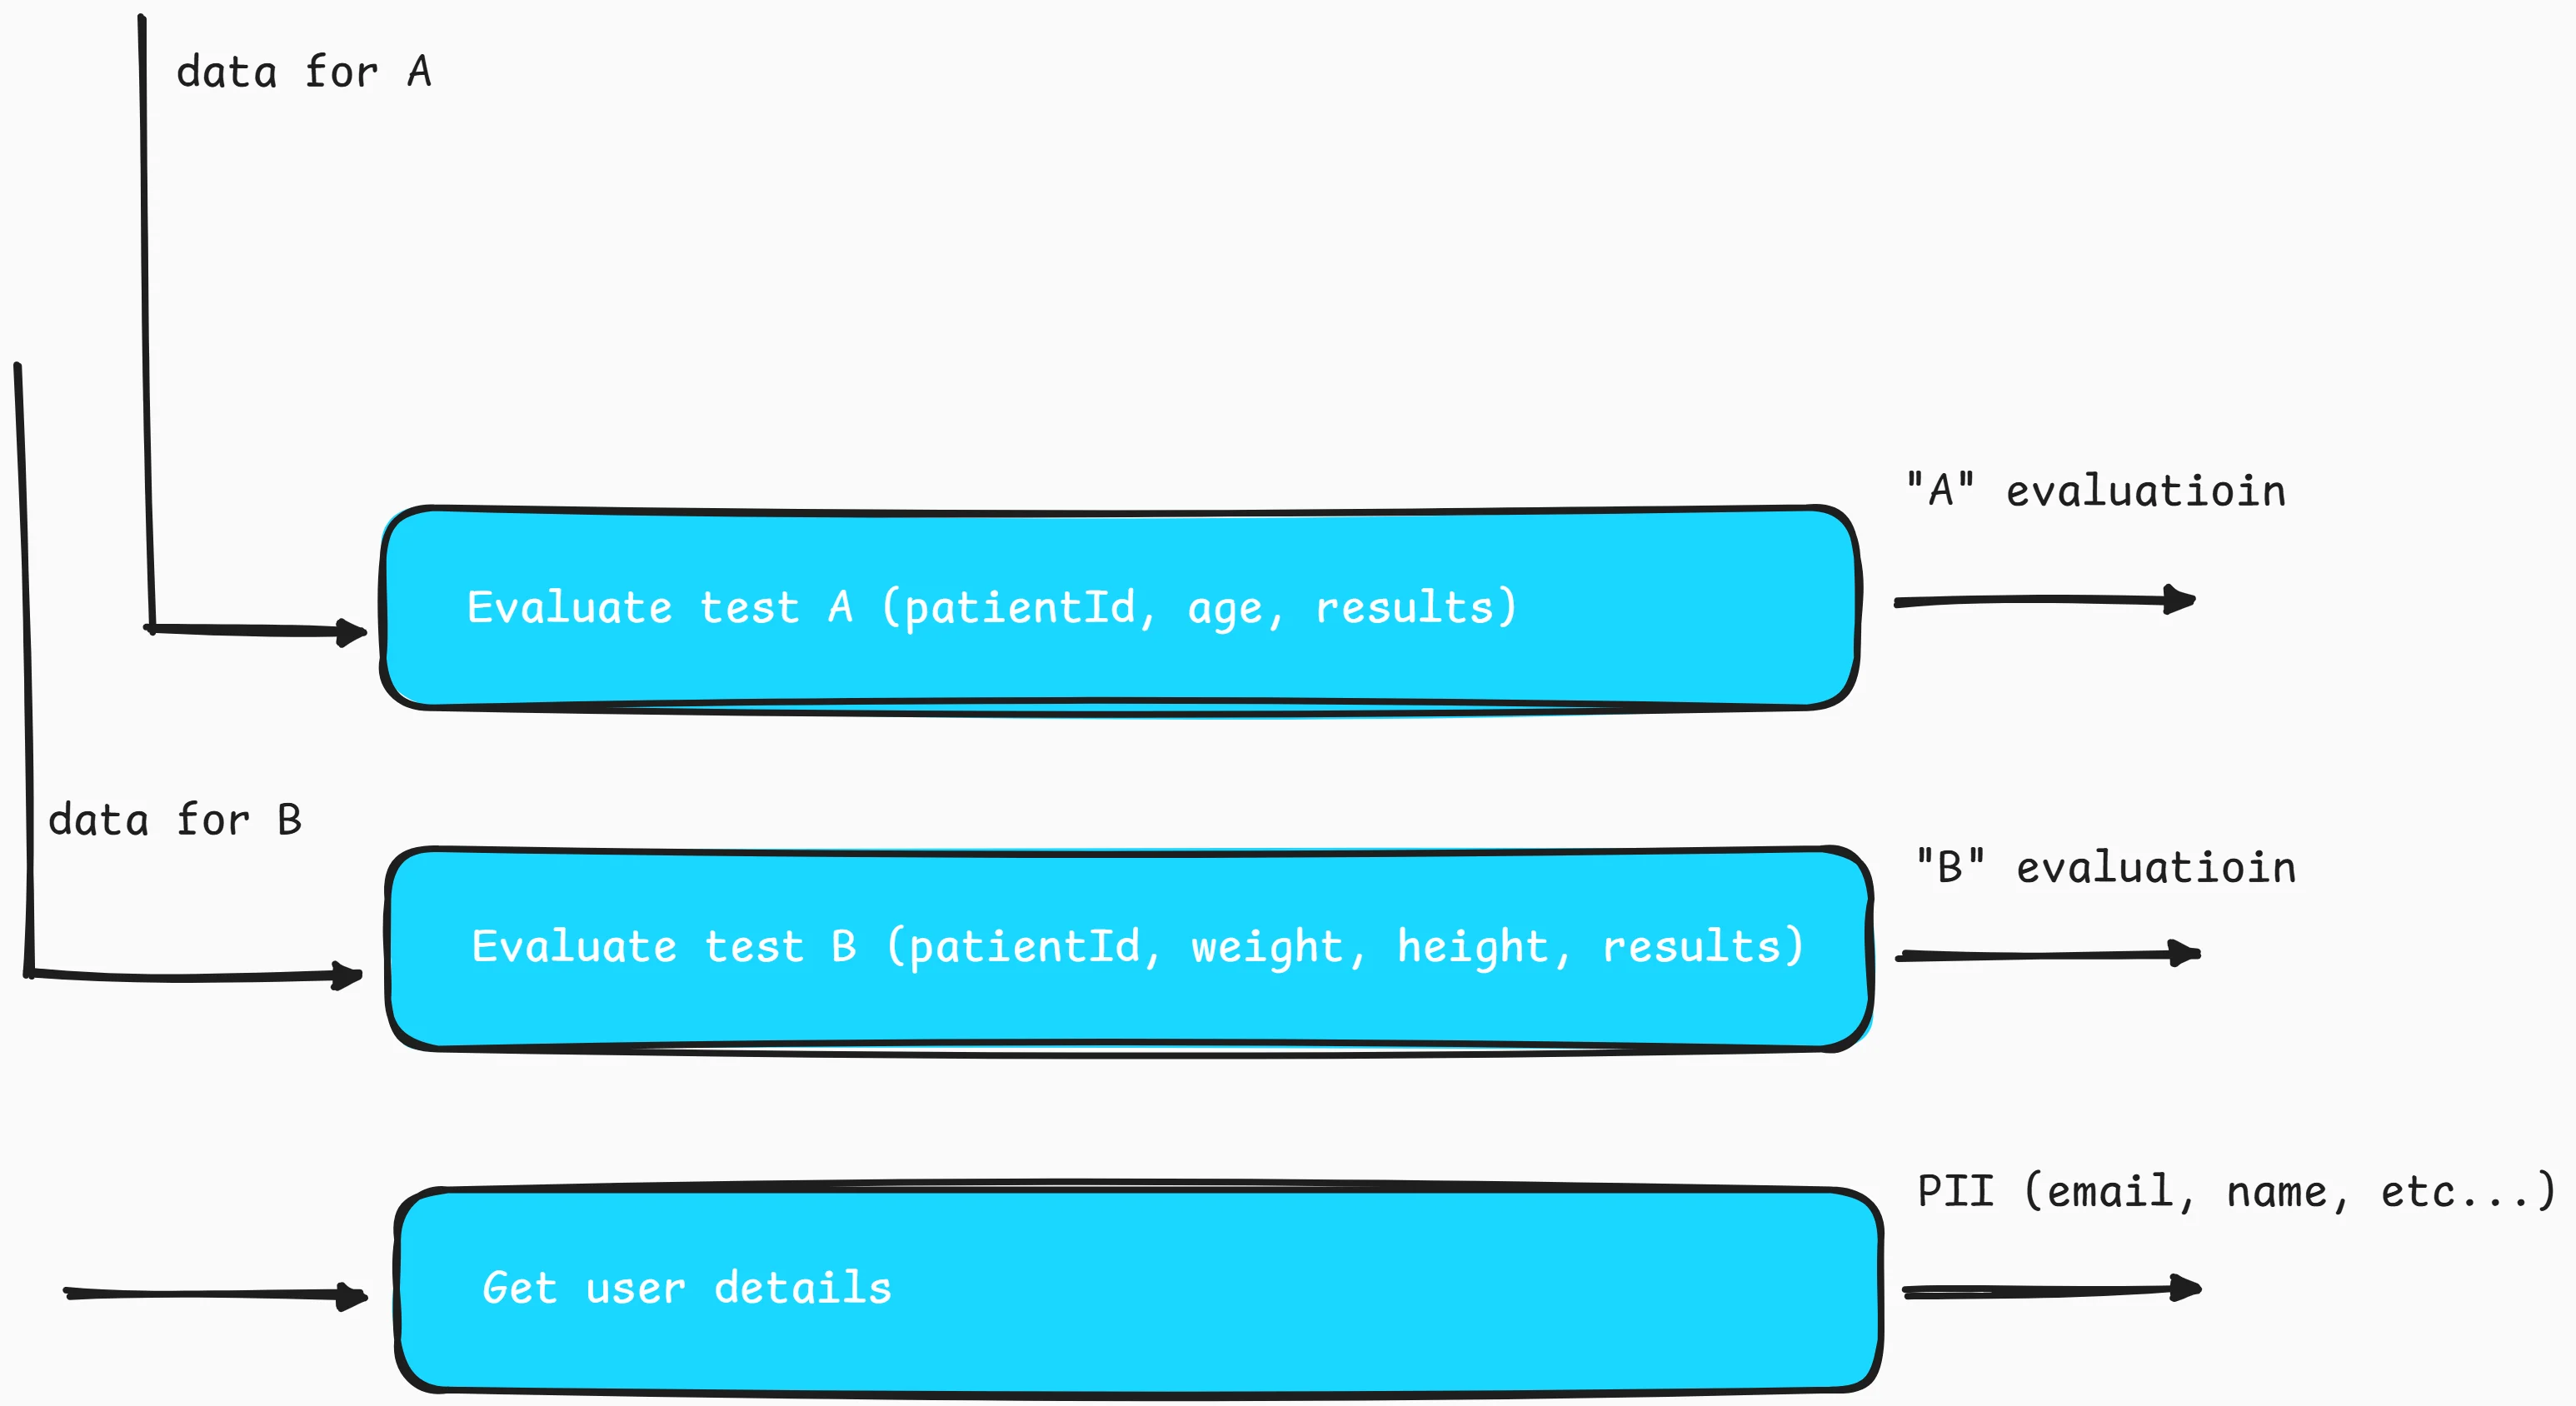 data for A
"A" evaluatioin
Evaluate test A (patientId, age, results)
data for B
"B" evaluatioin
Evaluate test B (patientId, weight, height, results)
PII (email, name, etc...)
Get user details